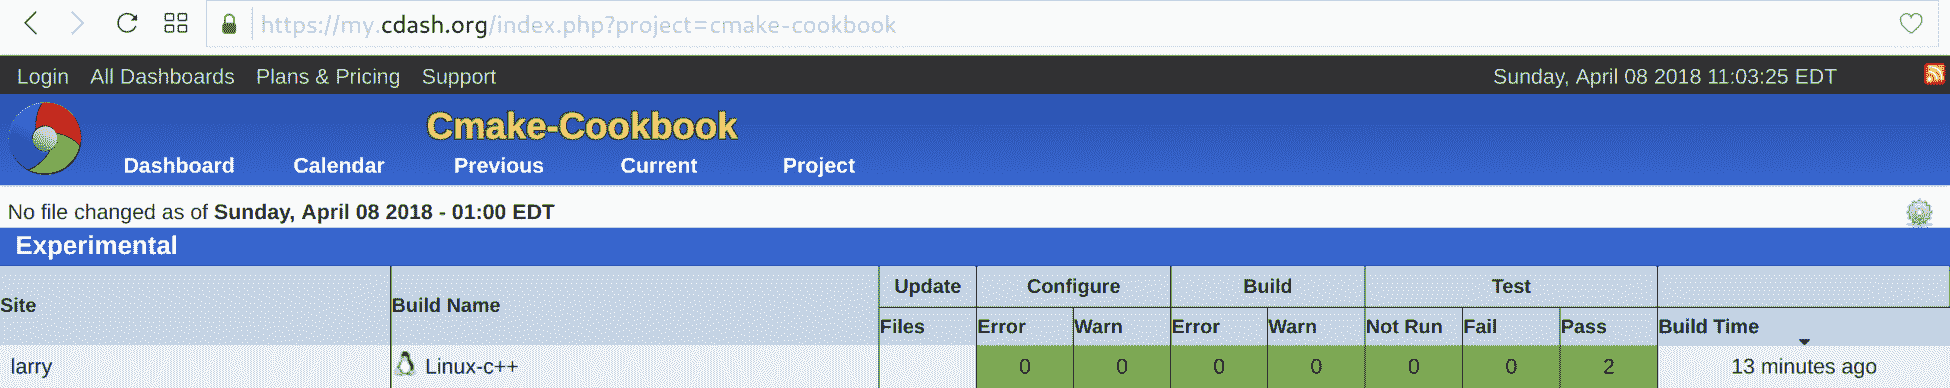 https://my.cdash.org/index.php?project=cmake-cookbook
Login All Dashboards Plans & Pricing Support Sunday, April 08 2018 11:03:25 EDT
Cmake-Cookbook
Dashboard Calendar Previous Current Project
No file changed as of Sunday, April 08 2018 - 01:00 EDT
Experimental
Site Build Name Update Configure Build Test
Files Error Warn Error Warn Not Run Fail Pass Build Time
larry Linux-c++ 0 0 0 0 0 0 2 13 minutes ago